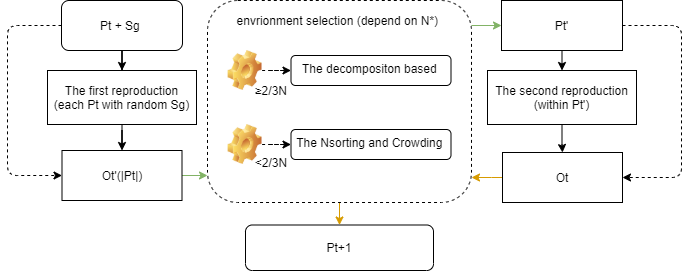 Pt + Sg
The first reproduction
(each Pt with random Sg)
Ot'(|Pt|)
envrionment selection (depend on N*)
The decompositon based
≥2/3N
The Nsorting and Crowding
<2/3N
Pt+1
Pt'
The second reproduction
(within Pt')
Ot